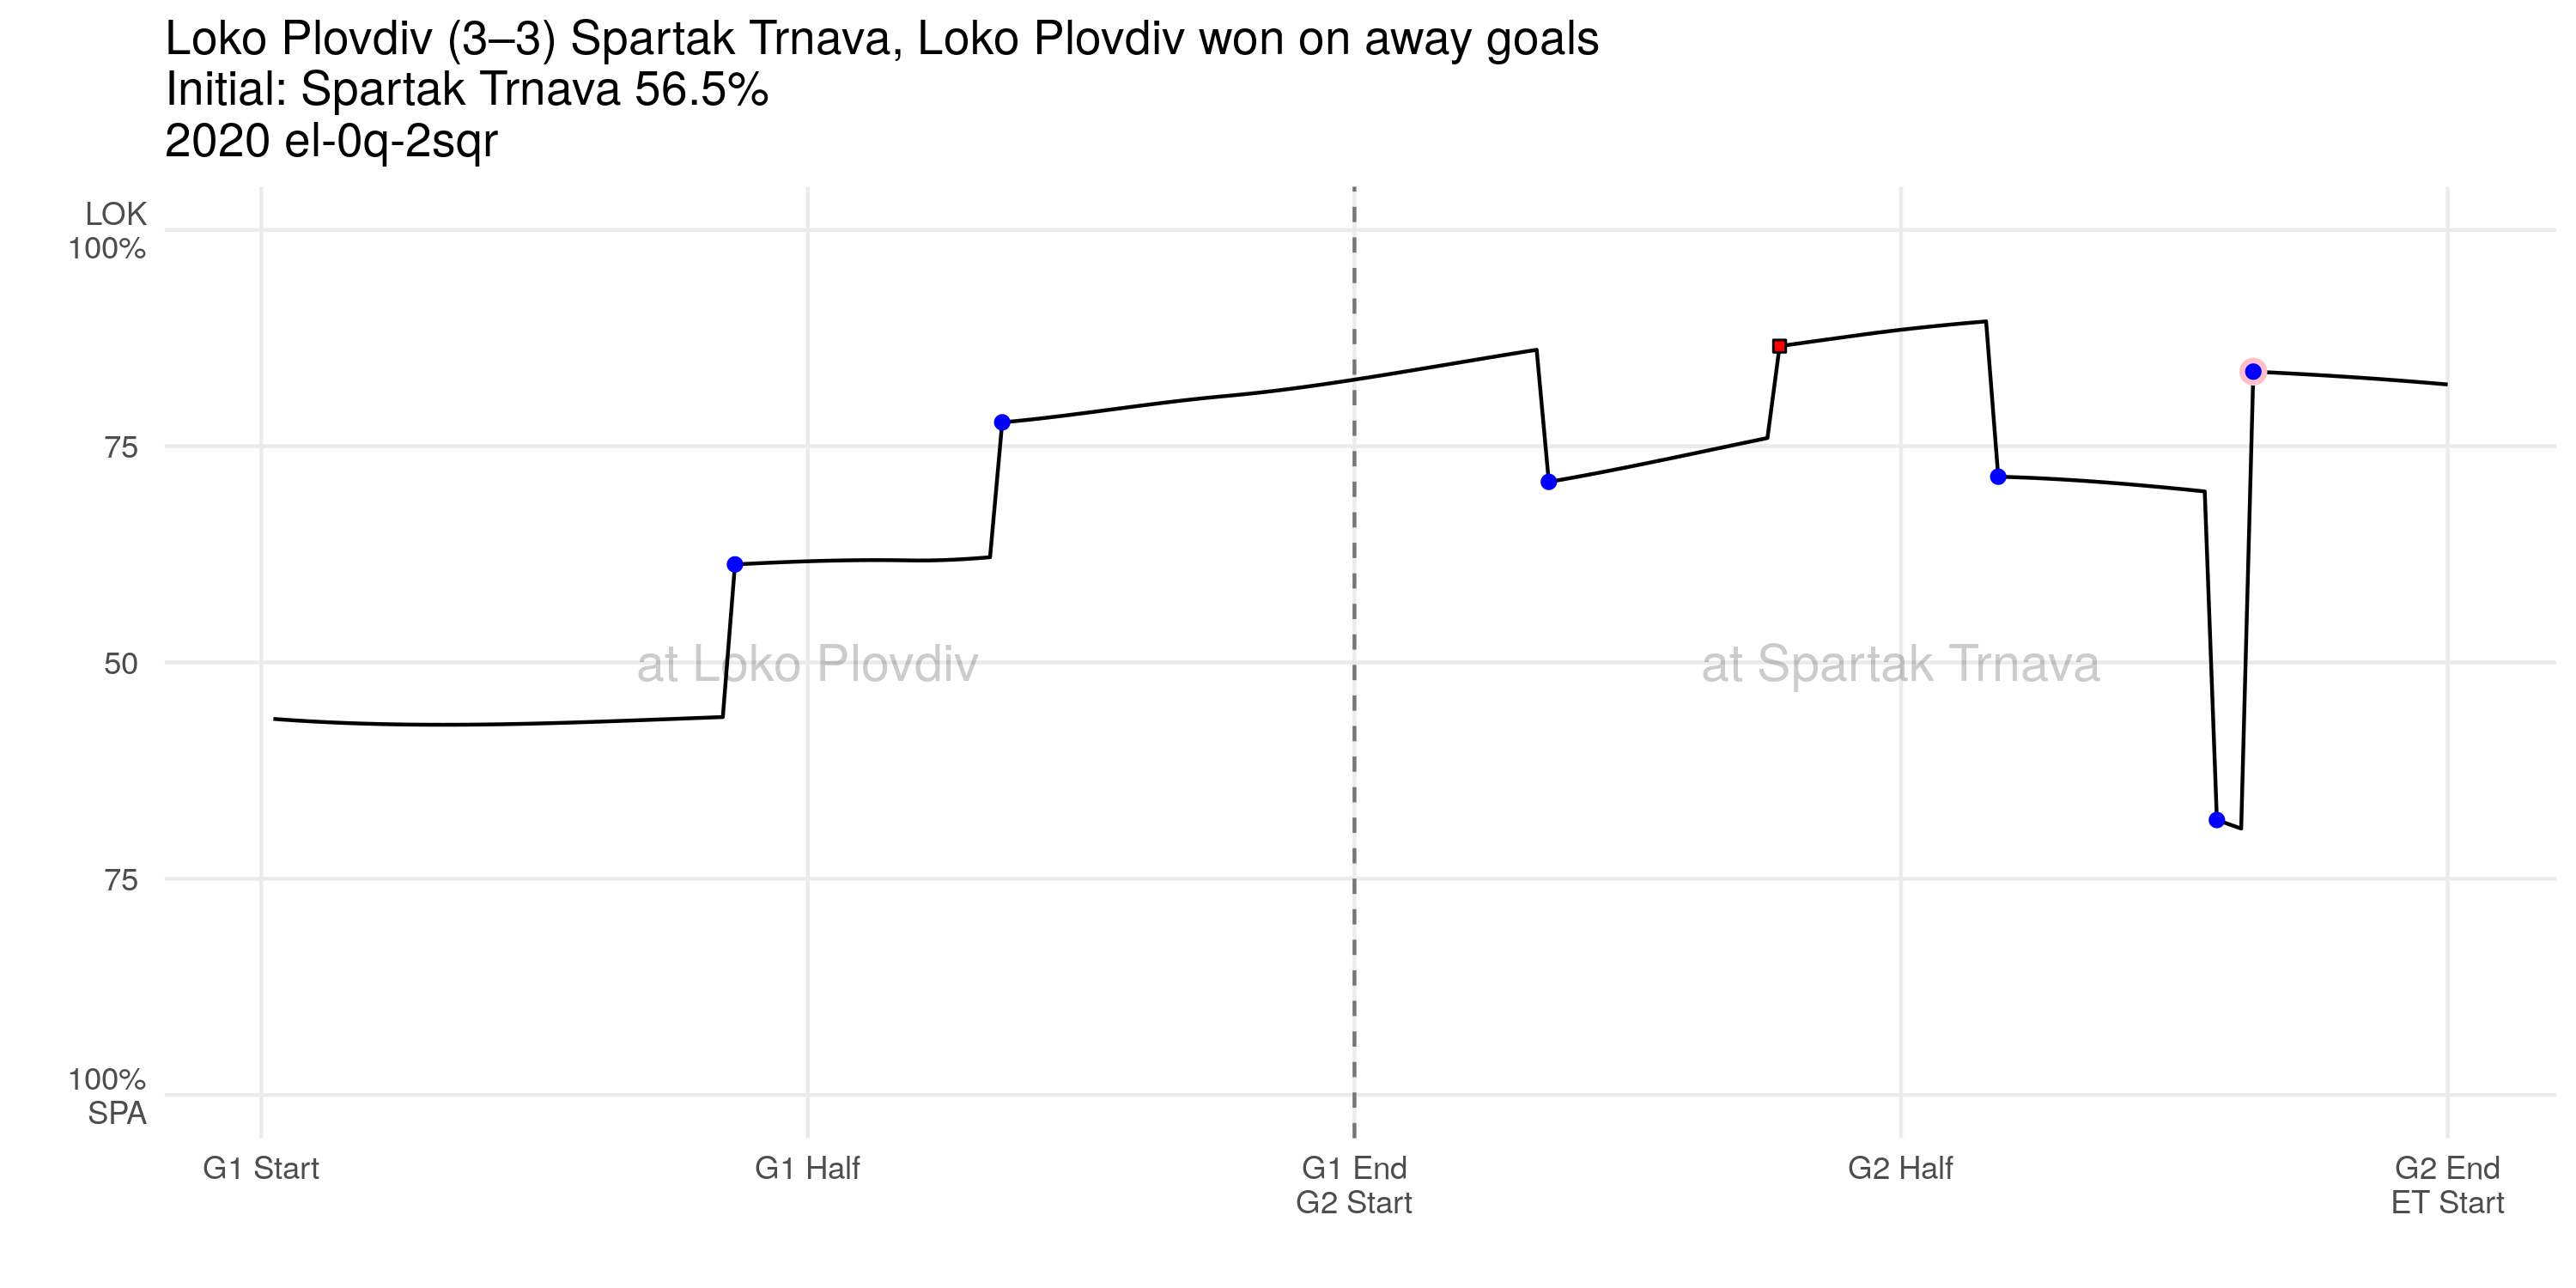 Loko Plovdiv (3–3) Spartak Trnava, Loko Plovdiv won on away goals
Initial: Spartak Trnava 56.5%
2020 el-0q-2sqr
LOK
100%
75
50
75
100%
SPA
at Loko Plovdiv
at Spartak Trnava
G1 Start
G1 Half
G1 End
G2 Start
G2 Half
G2 End
ET Start